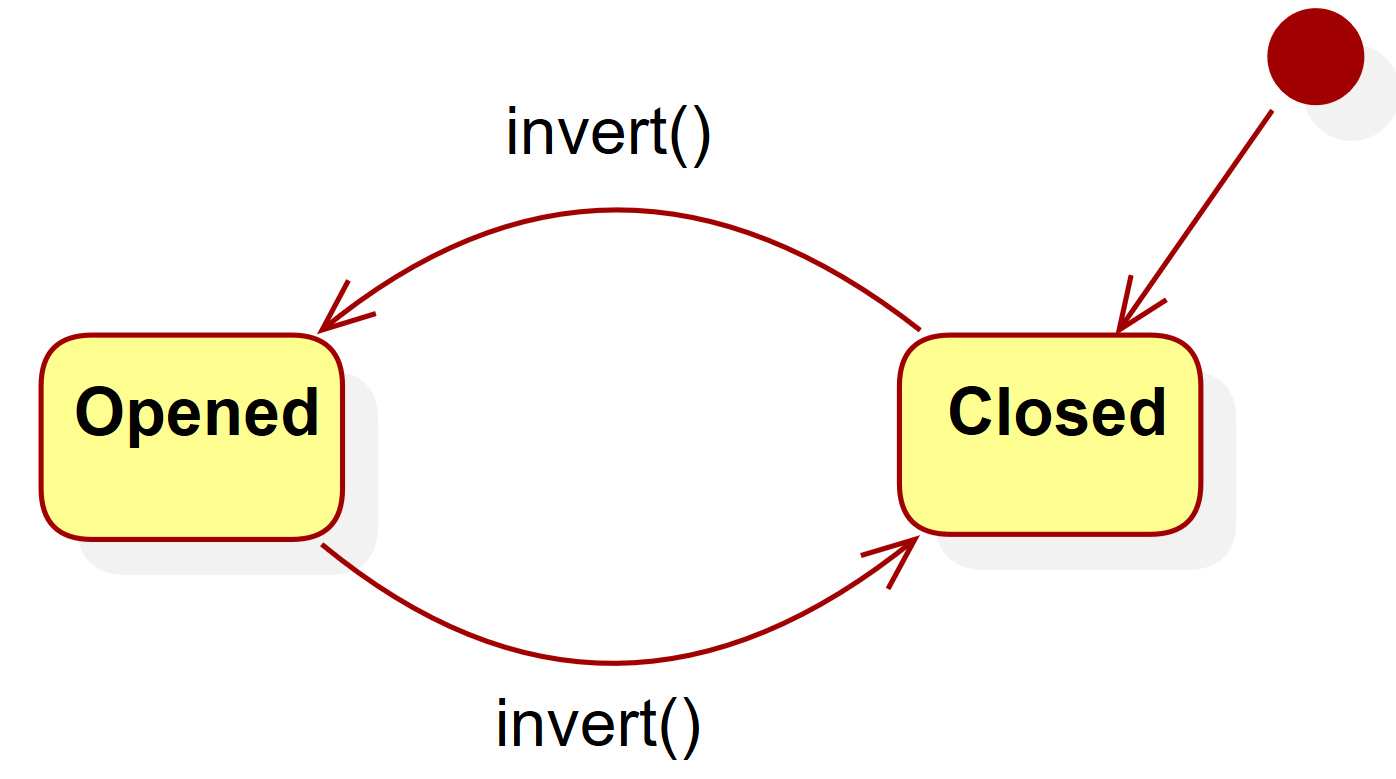 invert()
Opened
Closed
invert()